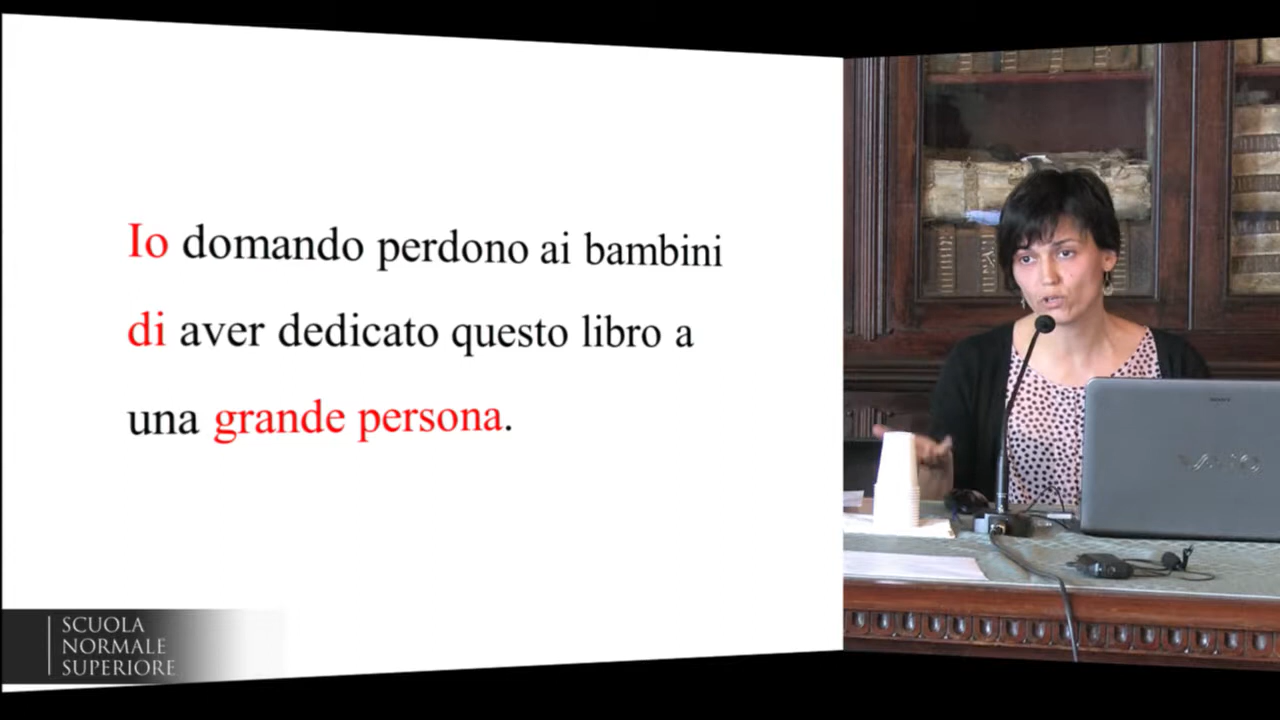 Io domando perdono ai bambini
di aver dedicato questo libro a
una grande persona.
SCUOLA
NORMALE
SUPERIORE
VAIO